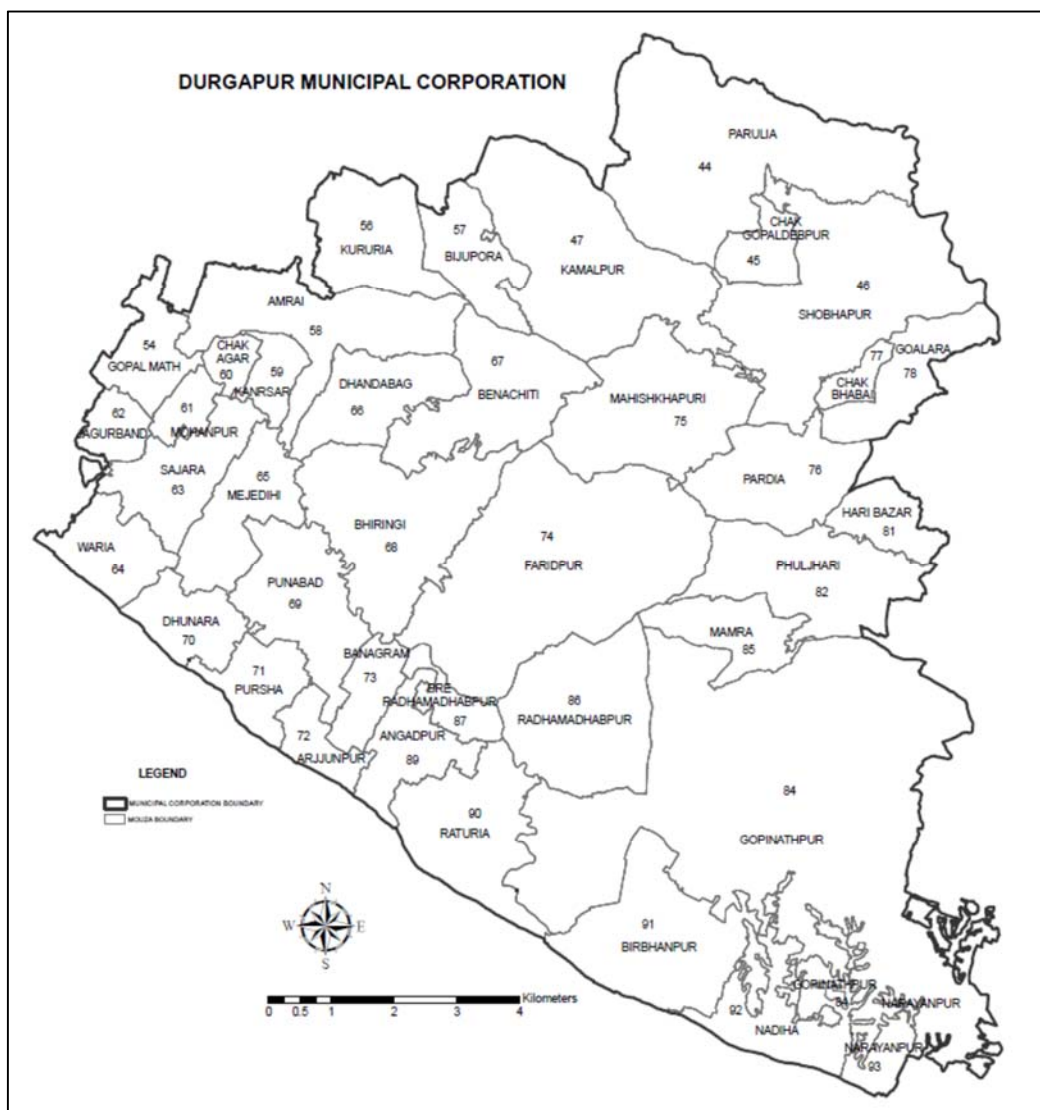 DURGAPUR MUNICIPAL CORPORATION
PARULIA
44
CHAK
GOPALDEBPUR
45
56
KURURIA
57
BIJUPORA
47
KAMALPUR
46
SHOBHAPUR
AMRAI
58
54
GOPAL MATH
CHAK
AGAR
60
59
KANRSAR
67
BENACHITI
DHANDABAG
66
MAHISHKHAPURI
75
77
GOALARA
78
CHAK
BHABAI
62
JAGURBAND
61
MOHANPUR
SAJARA
63
65
MEJEDIHI
PARDIA
76
HARI BAZAR
81
BHIRINGI
68
74
FARIDPUR
WARIA
64
PUNABAD
69
PHULJHARI
82
DHUNARA
70
MAMRA
85
71
PURSHA
BANAGRAM
73
RADHAMADHABPUR
87
86
RADHAMADHABPUR
72
ARJJUNPUR
ANGADPUR
89
90
RATURIA
84
GOPINATHPUR
LEGEND
MUNICIPAL CORPORATION BOUNDARY
MOUZA BOUNDARY
N
W
E
S
91
BIRBHANPUR
GOPINATHPUR
84
NARAYANPUR
92
NADIHA
NARAYANPUR
93
Kilometers
0 0.5 1 2 3 4